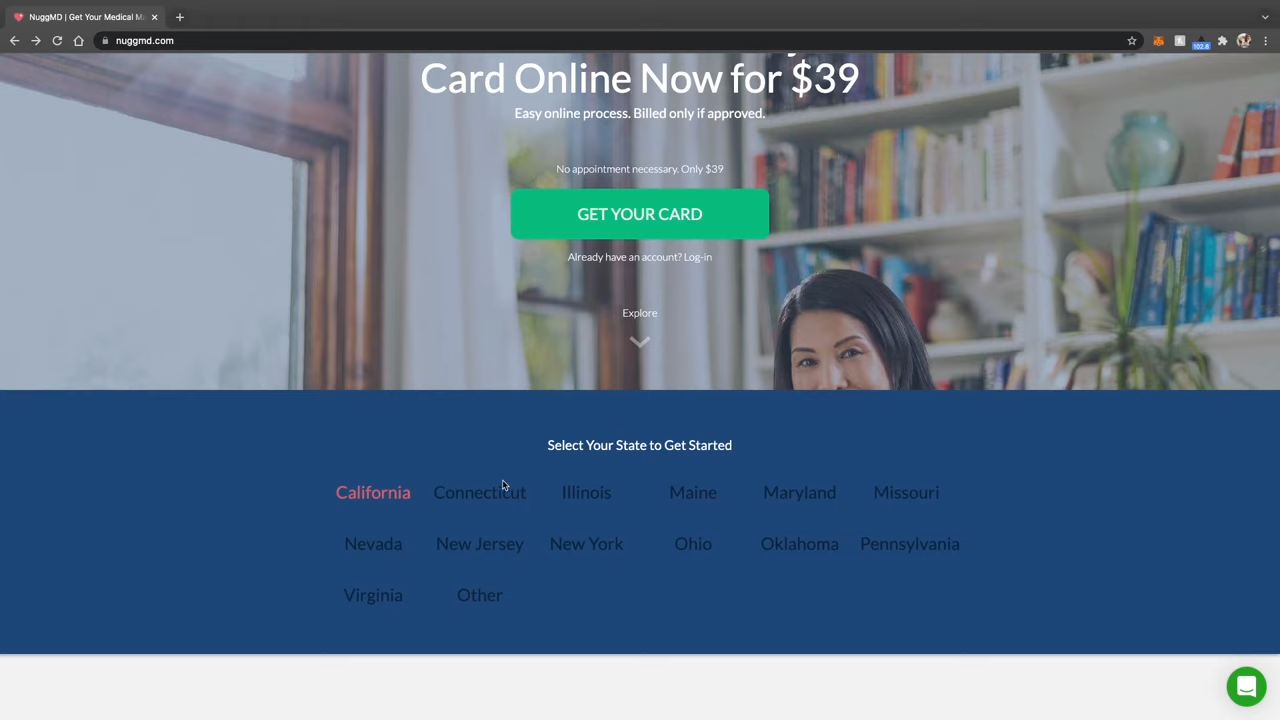 NuggMD | Get Your Medical M
nuggmd.com
102.8
Card Online Now for $39
Easy online process. Billed only if approved.
No appointment necessary. Only $39
GET YOUR CARD
Already have an account? Log-in
Explore
Select Your State to Get Started
California Connecticut Illinois Maine Maryland Missouri
Nevada New Jersey New York Ohio Oklahoma Pennsylvania
Virginia Other